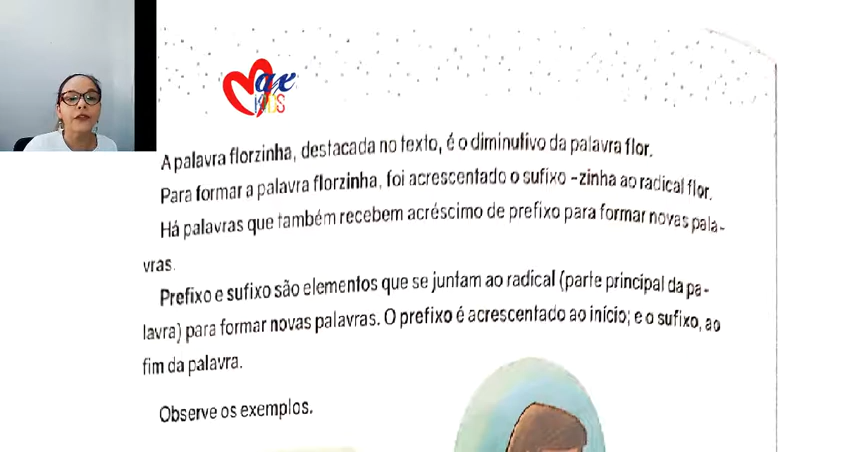 Max
KIDS
A palavra florzinha, destacada no texto, é o diminutivo da palavra flor.
Para formar a palavra florzinha, foi acrescentado o sufixo -zinha ao radical flor.
Há palavras que também recebem acréscimo de prefixo para formar novas pala-
vras.
Prefixo e sufixo são elementos que se juntam ao radical (parte principal da pa-
lavra) para formar novas palavras. O prefixo é acrescentado ao início; e o sufixo, ao
fim da palavra.
Observe os exemplos.